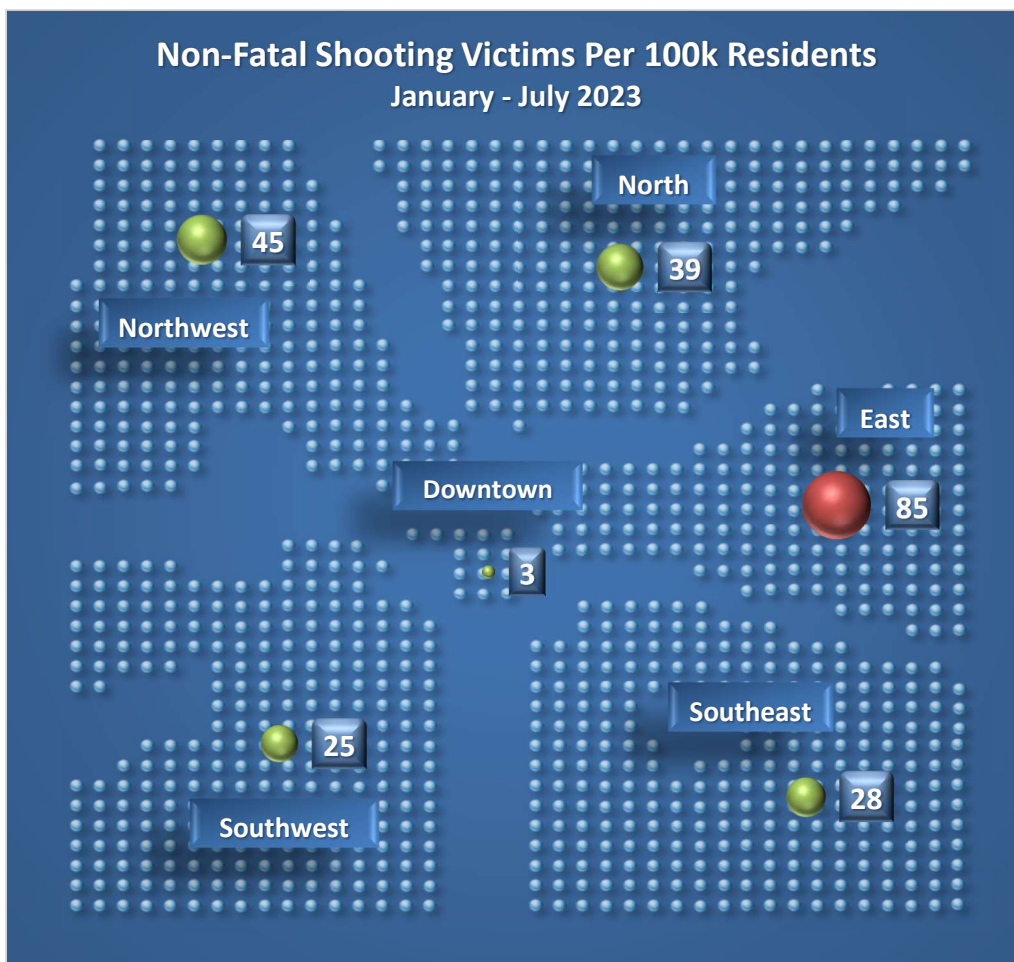 Non-Fatal Shooting Victims Per 100k Residents
January - July 2023
North
45
39
Northwest
East
Downtown
85
3
Southeast
25
28
Southwest